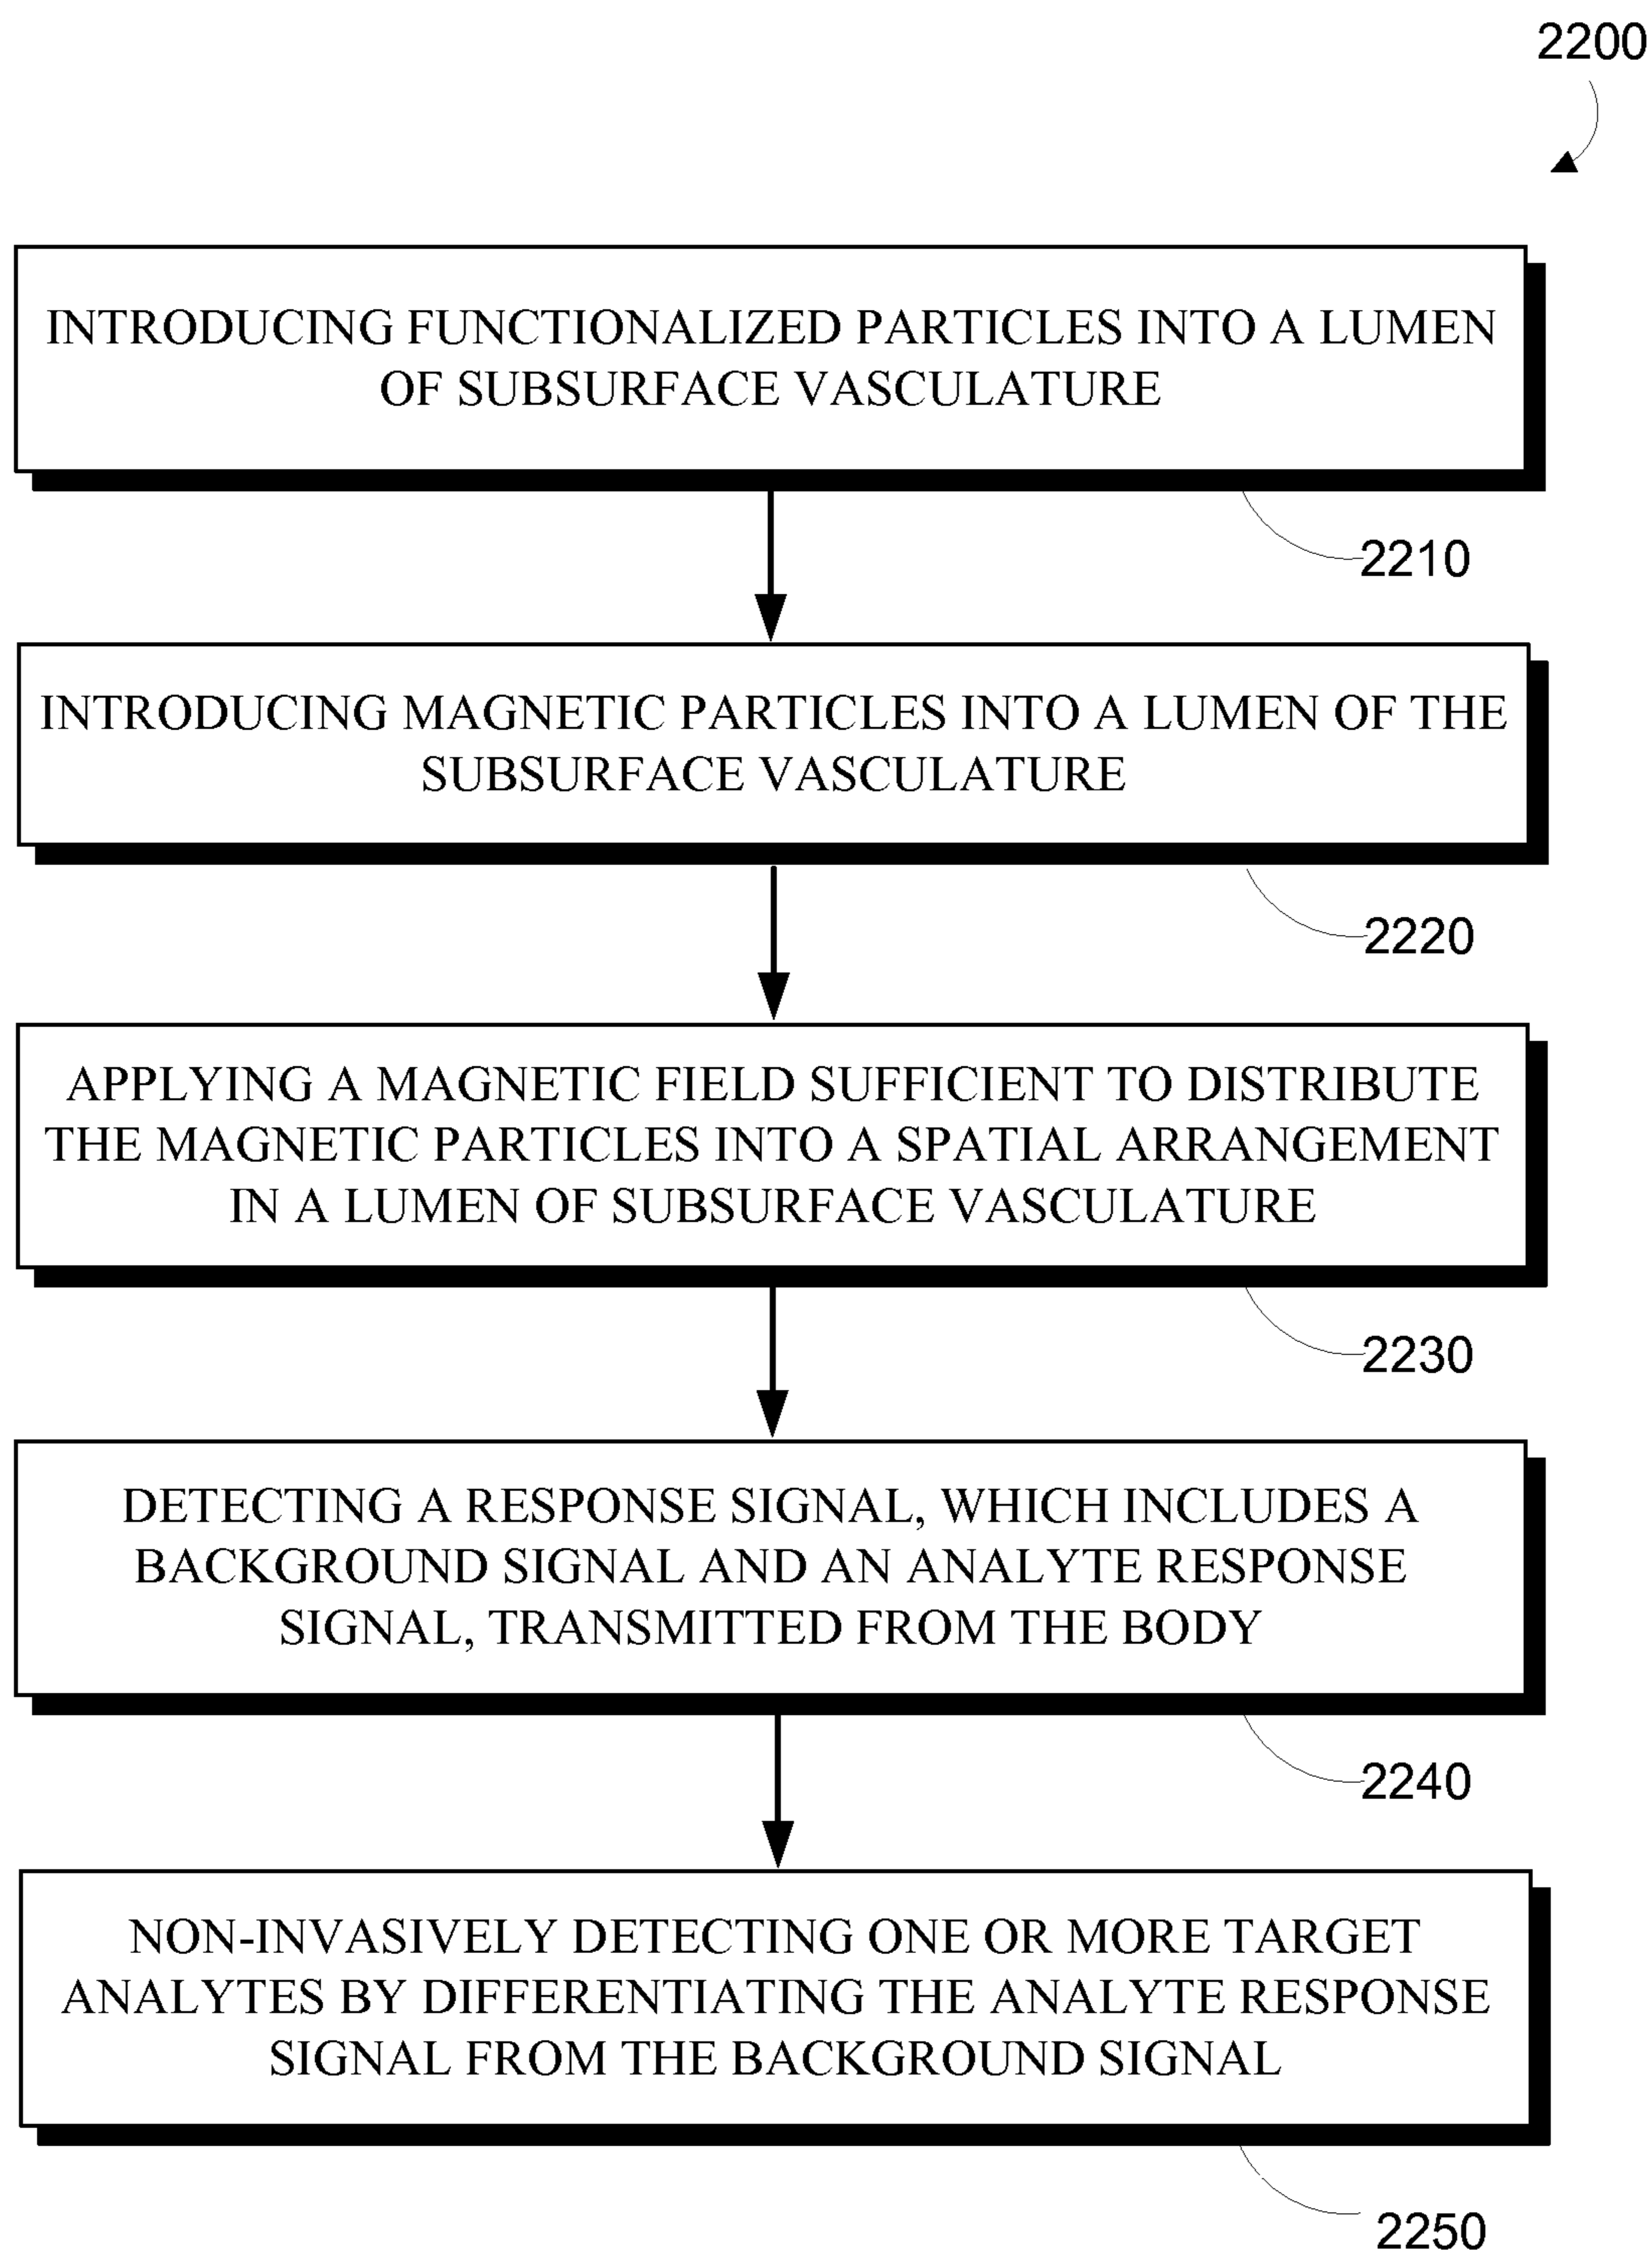 2200
INTRODUCING FUNCTIONALIZED PARTICLES INTO A LUMEN
OF SUBSURFACE VASCULATURE
2210
INTRODUCING MAGNETIC PARTICLES INTO A LUMEN OF THE
SUBSURFACE VASCULATURE
2220
APPLYING A MAGNETIC FIELD SUFFICIENT TO DISTRIBUTE
THE MAGNETIC PARTICLES INTO A SPATIAL ARRANGEMENT
IN A LUMEN OF SUBSURFACE VASCULATURE
2230
DETECTING A RESPONSE SIGNAL, WHICH INCLUDES A
BACKGROUND SIGNAL AND AN ANALYTE RESPONSE
SIGNAL, TRANSMITTED FROM THE BODY
2240
NON-INVASIVELY DETECTING ONE OR MORE TARGET
ANALYTES BY DIFFERENTIATING THE ANALYTE RESPONSE
SIGNAL FROM THE BACKGROUND SIGNAL
2250